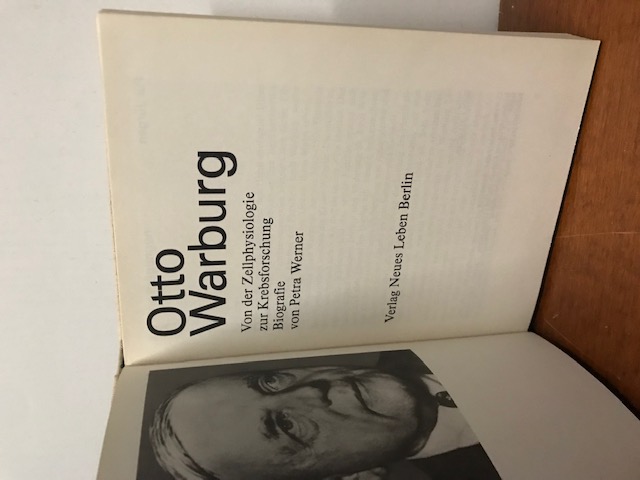 Otto
Warburg
Von der Zellphysiologie
zur Krebsforschung
Biografie
von Petra Werner
Verlag Neues Leben Berlin